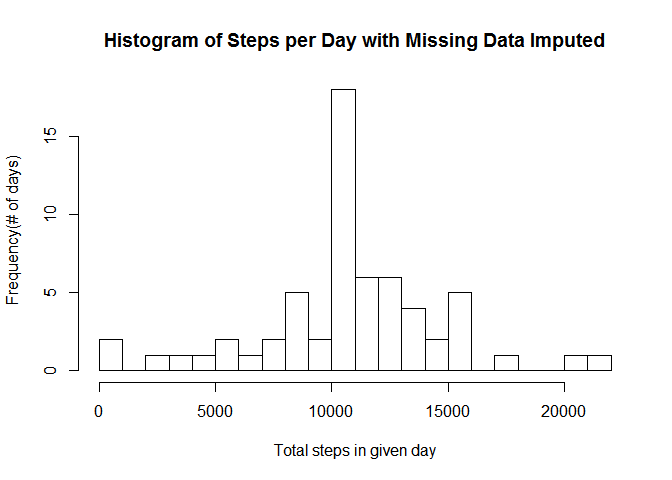 Histogram of Steps per Day with Missing Data Imputed
Frequency(# of days)
15
10
5
0
0 5000 10000 15000 20000
Total steps in given day